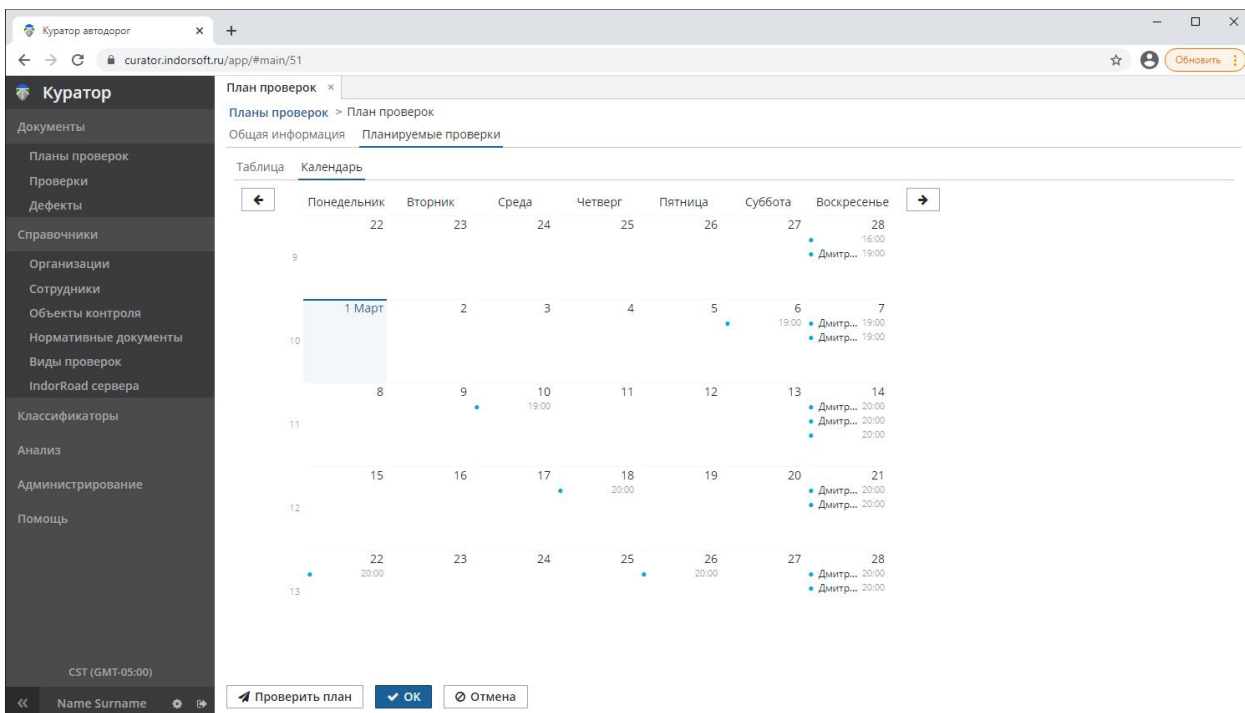 Куратор автодорог
curator.indorsoft.ru/app/#main/51
Обновить
Куратор
Документы
Планы проверок
Проверки
Дефекты
Справочники
Организации
Сотрудники
Объекты контроля
Нормативные документы
Виды проверок
IndorRoad сервера
Классификаторы
Анализ
Администрирование
Помощь
CST (GMT-05:00)
Name Surname
План проверок
Планы проверок > План проверок
Общая информация Планируемые проверки
Таблица Календарь
Понедельник Вторник Среда Четверг Пятница Суббота Воскресенье
22 23 24 25 26 27 28
16:00
9 Дмитр... 19:00
1 Март 2 3 4 5 6 7
19:00 Дмитр... 19:00
10 Дмитр... 19:00
8 9 10 11 12 13 14
19:00 Дмитр... 20:00
11 Дмитр... 20:00
20:00
15 16 17 18 19 20 21
20:00 Дмитр... 20:00
12 Дмитр... 20:00
22 23 24 25 26 27 28
20:00 20:00 Дмитр... 20:00
13 Дмитр... 20:00
Проверить план ОК Отмена